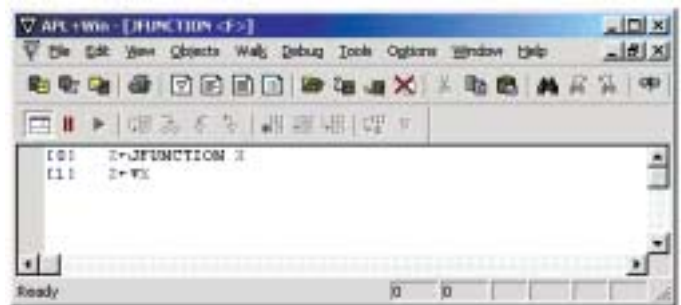 APL+Win - [JFUNCTION <F>]
File Edit View Objects Walk Debug Tools Options Window Help
[0] Z←JFUNCTION X
[1] Z←⍕X
Ready 0 0